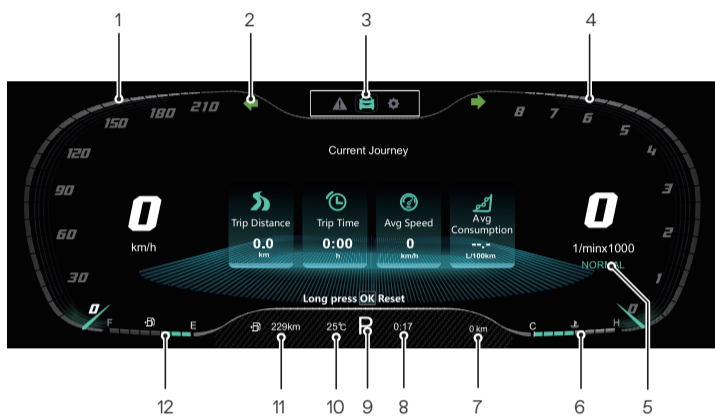 1 2 3 4
210
180
150
120
90
60
30
0
8
7
6
5
4
3
2
1
0
Current Journey
0
km/h
0
1/minx1000
NORMAL
Trip Distance
0.0
km
Trip Time
0:00
h
Avg Speed
0
km/h
Avg
Consumption
--.-
L/100km
Long press OK Reset
F E
229km 25℃ P 0:17 0 km
C H
12 11 10 9 8 7 6 5